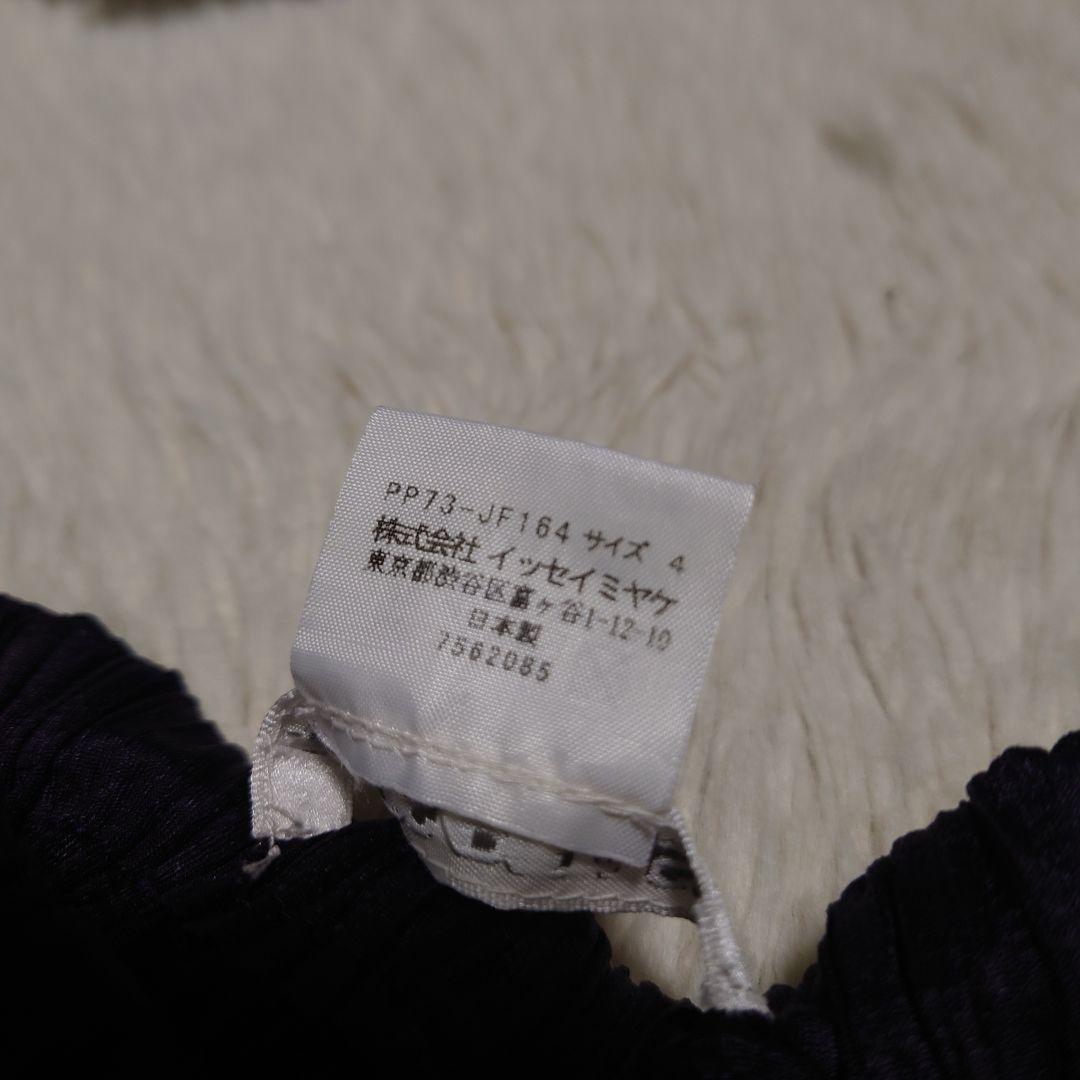 PP73-JF164 サイズ 4
株式会社 イッセイミヤケ
東京都渋谷区富ヶ谷1-12-10
日本製
7562085